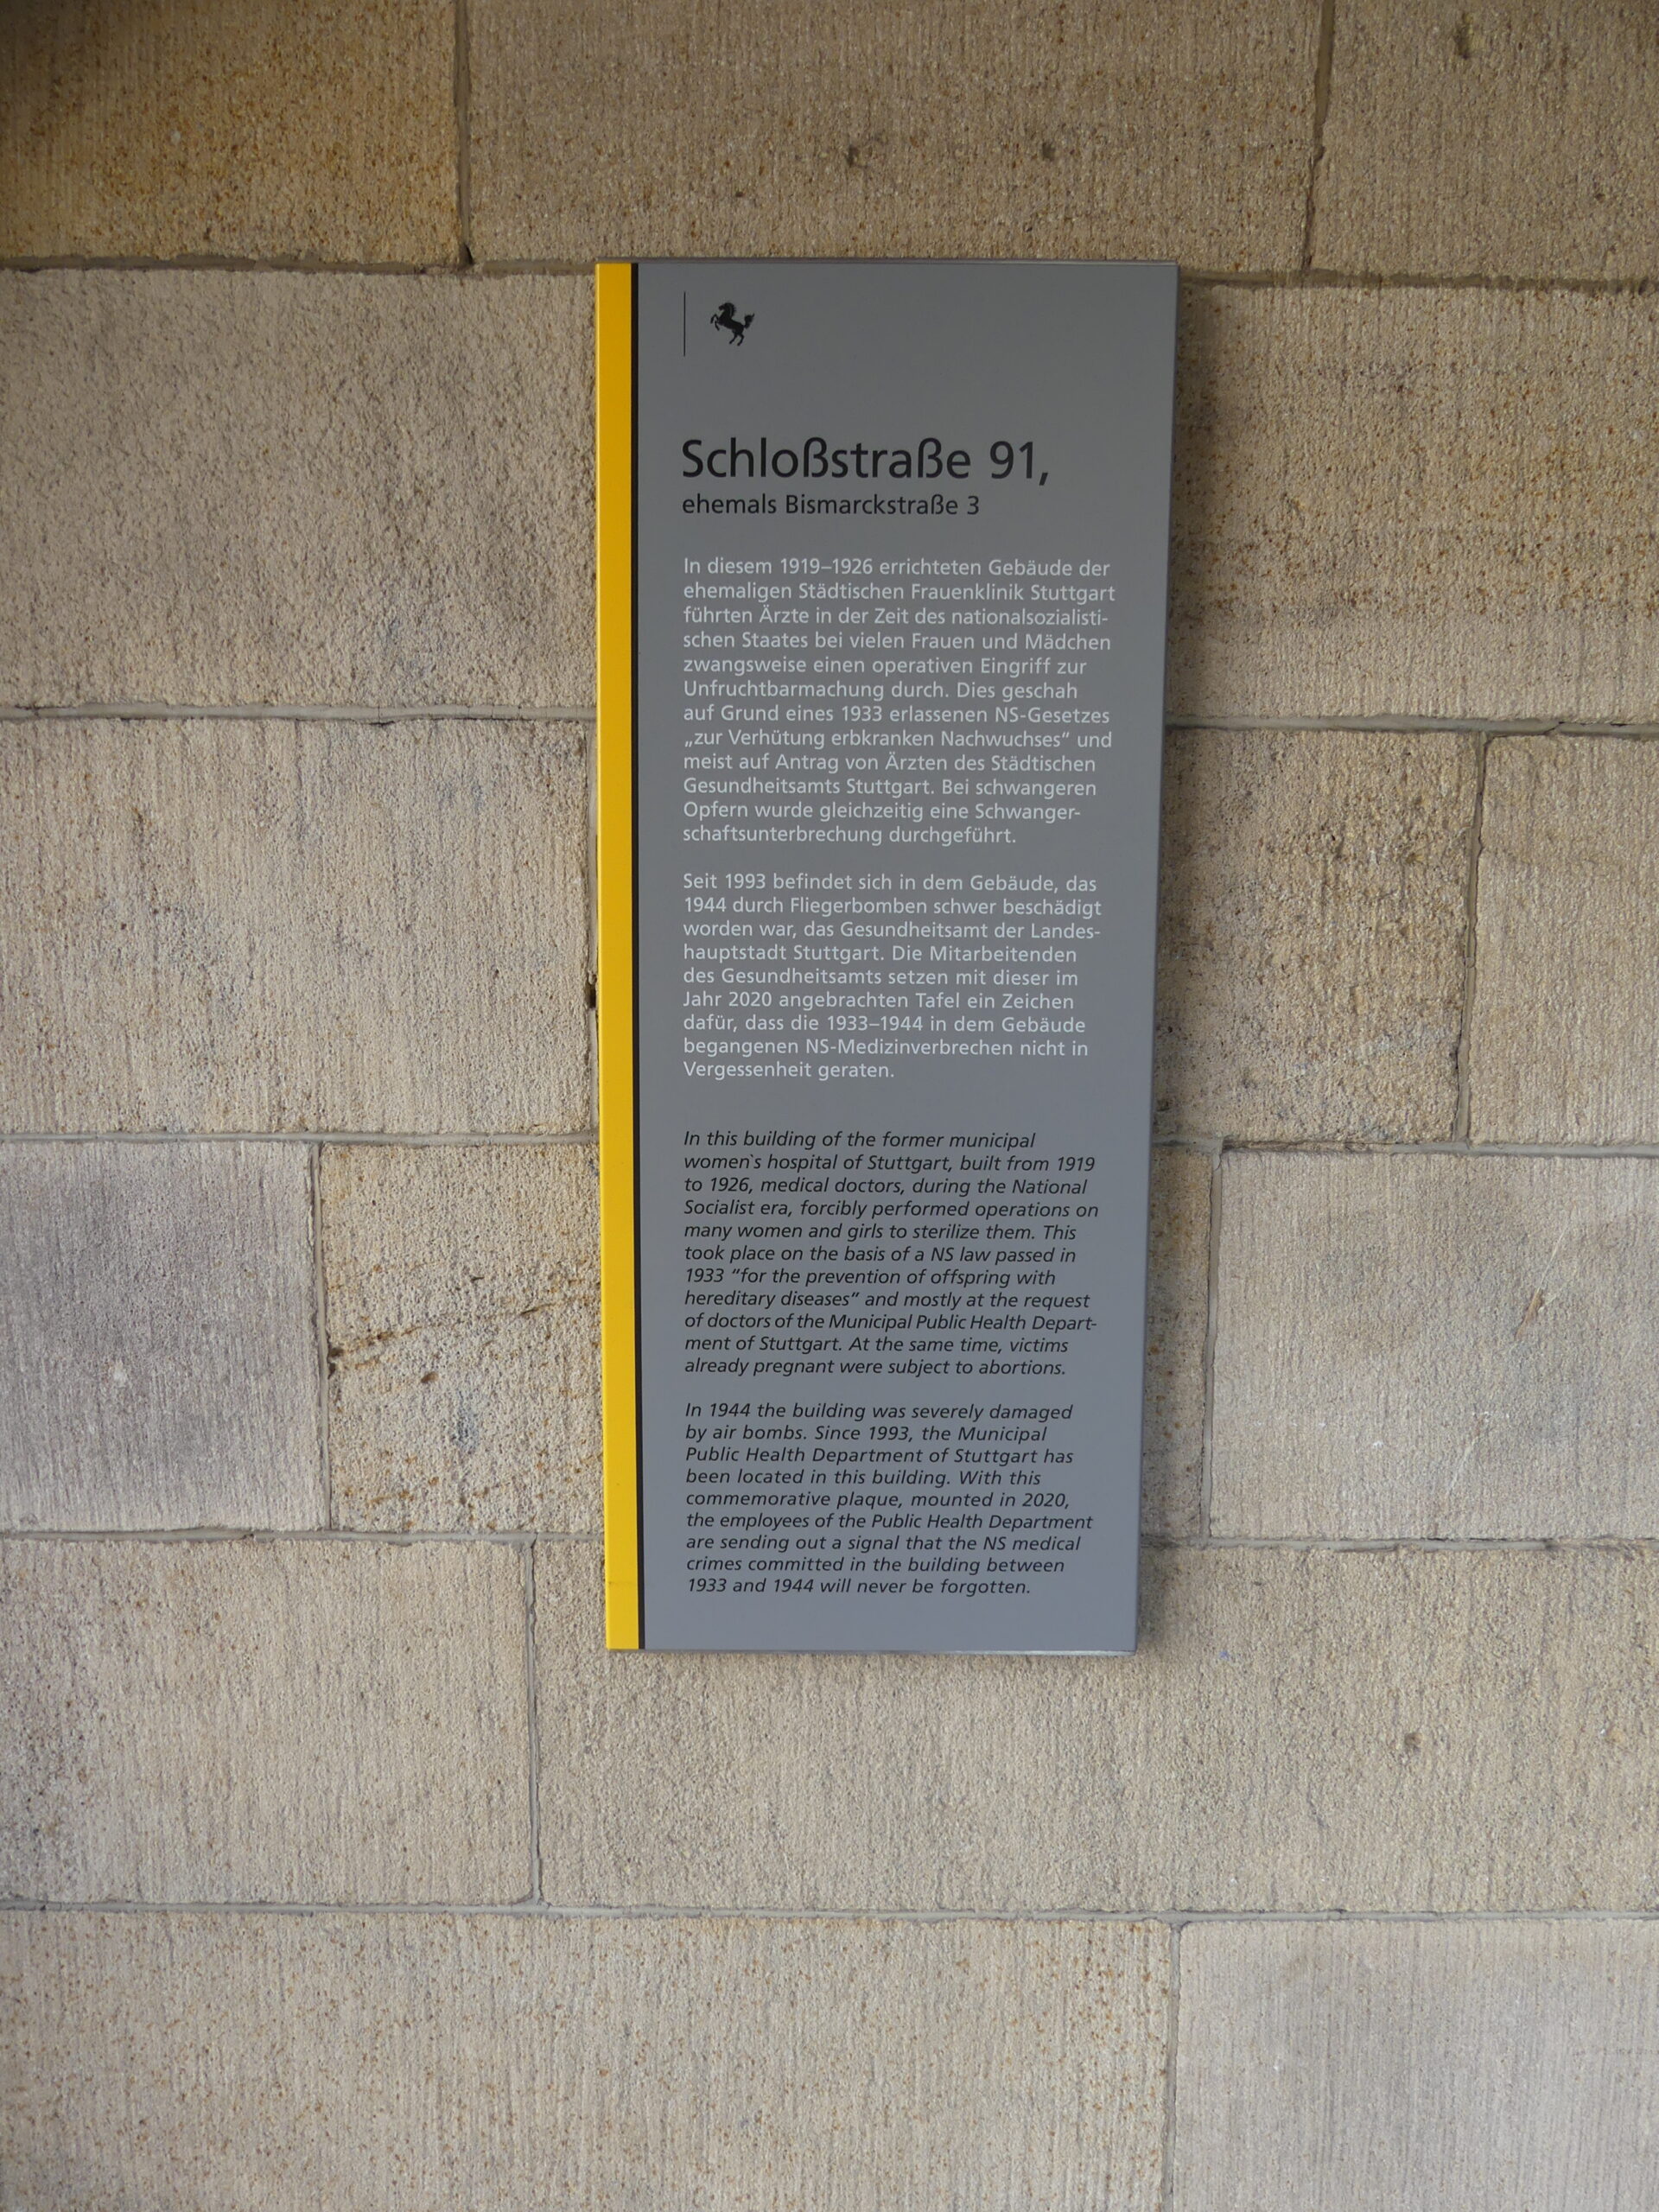 Schloßstraße 91,
ehemals Bismarckstraße 3
In diesem 1919–1926 errichteten Gebäude der
ehemaligen Städtischen Frauenklinik Stuttgart
führten Ärzte in der Zeit des nationalsozialisti-
schen Staates bei vielen Frauen und Mädchen
zwangsweise einen operativen Eingriff zur
Unfruchtbarmachung durch. Dies geschah
auf Grund eines 1933 erlassenen NS-Gesetzes
„zur Verhütung erbkranken Nachwuchses“ und
meist auf Antrag von Ärzten des Städtischen
Gesundheitsamts Stuttgart. Bei schwangeren
Opfern wurde gleichzeitig eine Schwanger-
schaftsunterbrechung durchgeführt.
Seit 1993 befindet sich in dem Gebäude, das
1944 durch Fliegerbomben schwer beschädigt
worden war, das Gesundheitsamt der Landes-
hauptstadt Stuttgart. Die Mitarbeitenden
des Gesundheitsamts setzen mit dieser im
Jahr 2020 angebrachten Tafel ein Zeichen
dafür, dass die 1933–1944 in dem Gebäude
begangenen NS-Medizinverbrechen nicht in
Vergessenheit geraten.
In this building of the former municipal
women`s hospital of Stuttgart, built from 1919
to 1926, medical doctors, during the National
Socialist era, forcibly performed operations on
many women and girls to sterilize them. This
took place on the basis of a NS law passed in
1933 “for the prevention of offspring with
hereditary diseases” and mostly at the request
of doctors of the Municipal Public Health Depart-
ment of Stuttgart. At the same time, victims
already pregnant were subject to abortions.
In 1944 the building was severely damaged
by air bombs. Since 1993, the Municipal
Public Health Department of Stuttgart has
been located in this building. With this
commemorative plaque, mounted in 2020,
the employees of the Public Health Department
are sending out a signal that the NS medical
crimes committed in the building between
1933 and 1944 will never be forgotten.